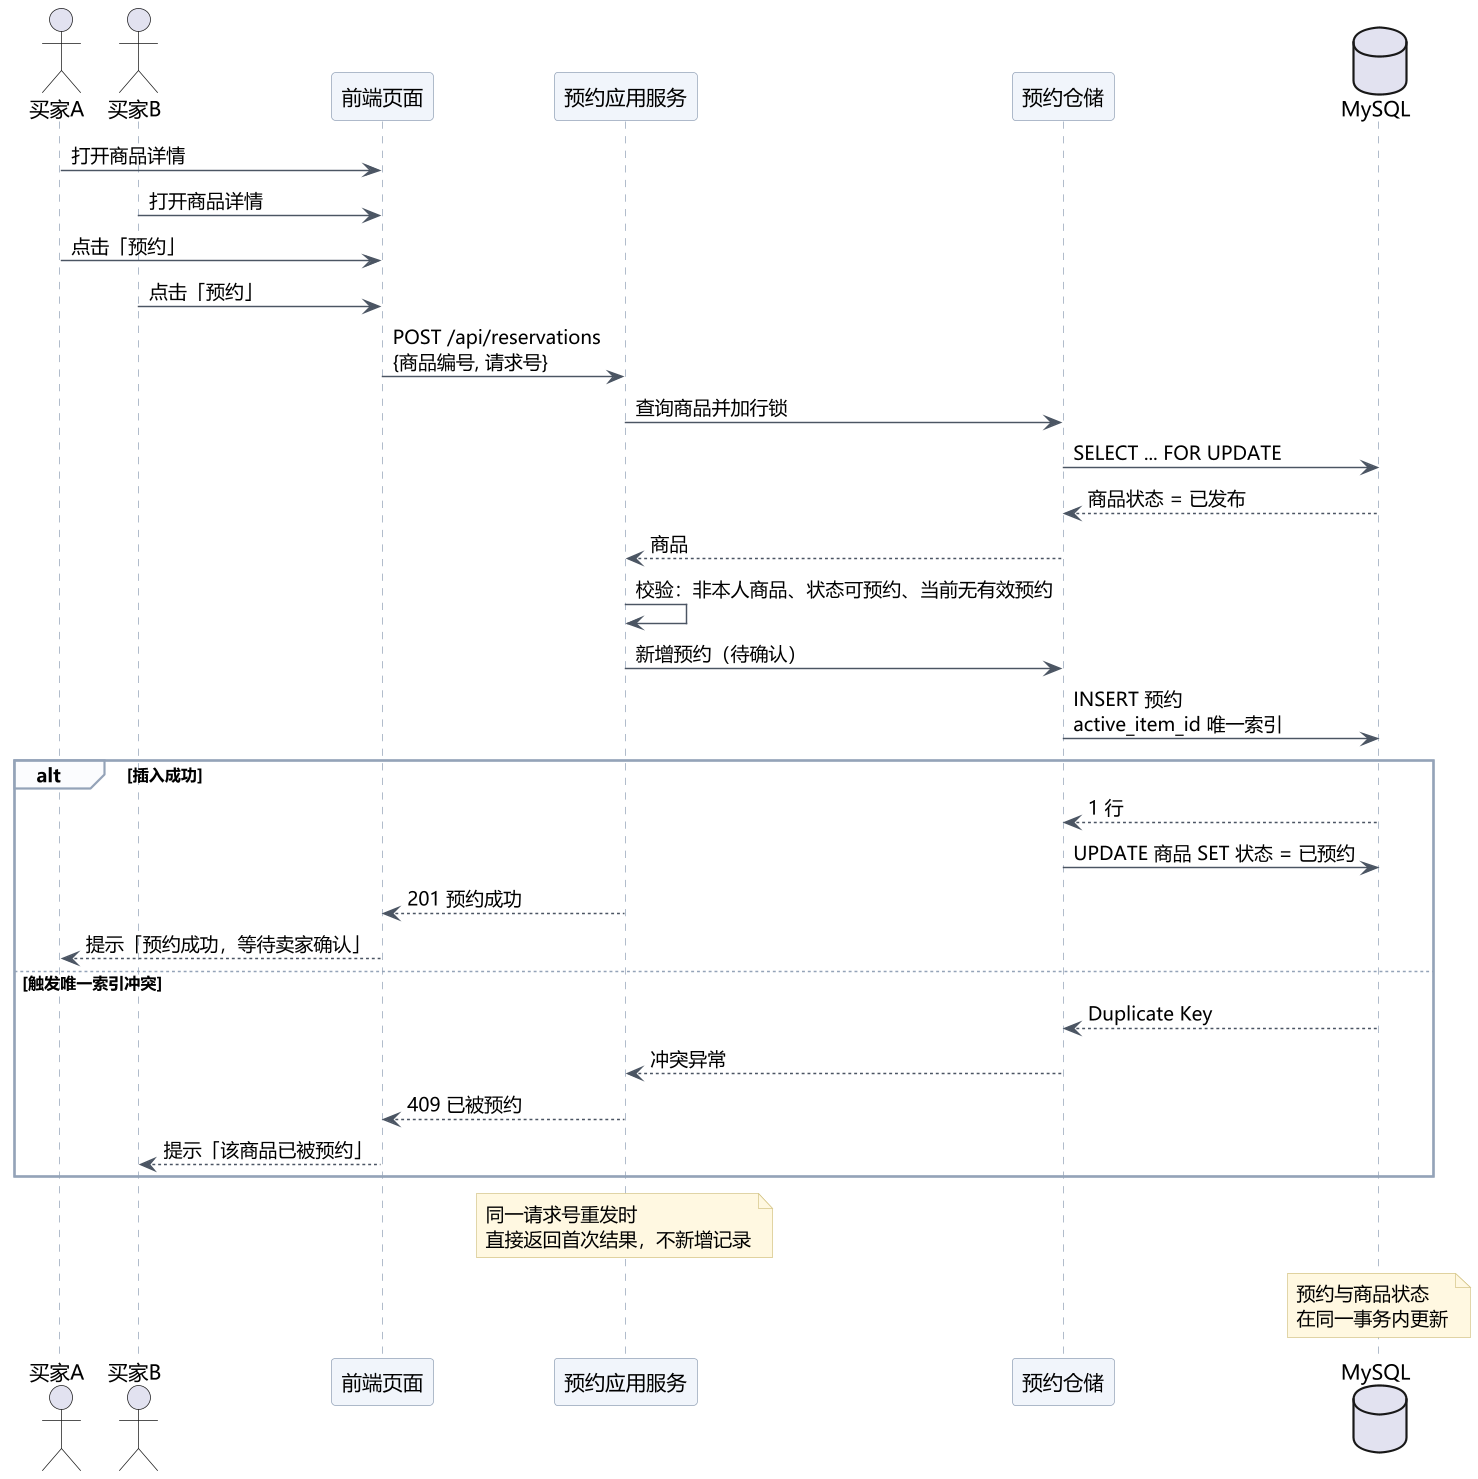 买家A
买家B
前端页面
预约应用服务
预约仓储
MySQL
打开商品详情
打开商品详情
点击「预约」
点击「预约」
POST /api/reservations
{商品编号, 请求号}
查询商品并加行锁
SELECT ... FOR UPDATE
商品状态 = 已发布
商品
校验：非本人商品、状态可预约、当前无有效预约
新增预约（待确认）
INSERT 预约
active_item_id 唯一索引
alt
[插入成功]
1 行
UPDATE 商品 SET 状态 = 已预约
201 预约成功
提示「预约成功，等待卖家确认」
[触发唯一索引冲突]
Duplicate Key
冲突异常
409 已被预约
提示「该商品已被预约」
同一请求号重发时
直接返回首次结果，不新增记录
预约与商品状态
在同一事务内更新
买家A
买家B
前端页面
预约应用服务
预约仓储
MySQL